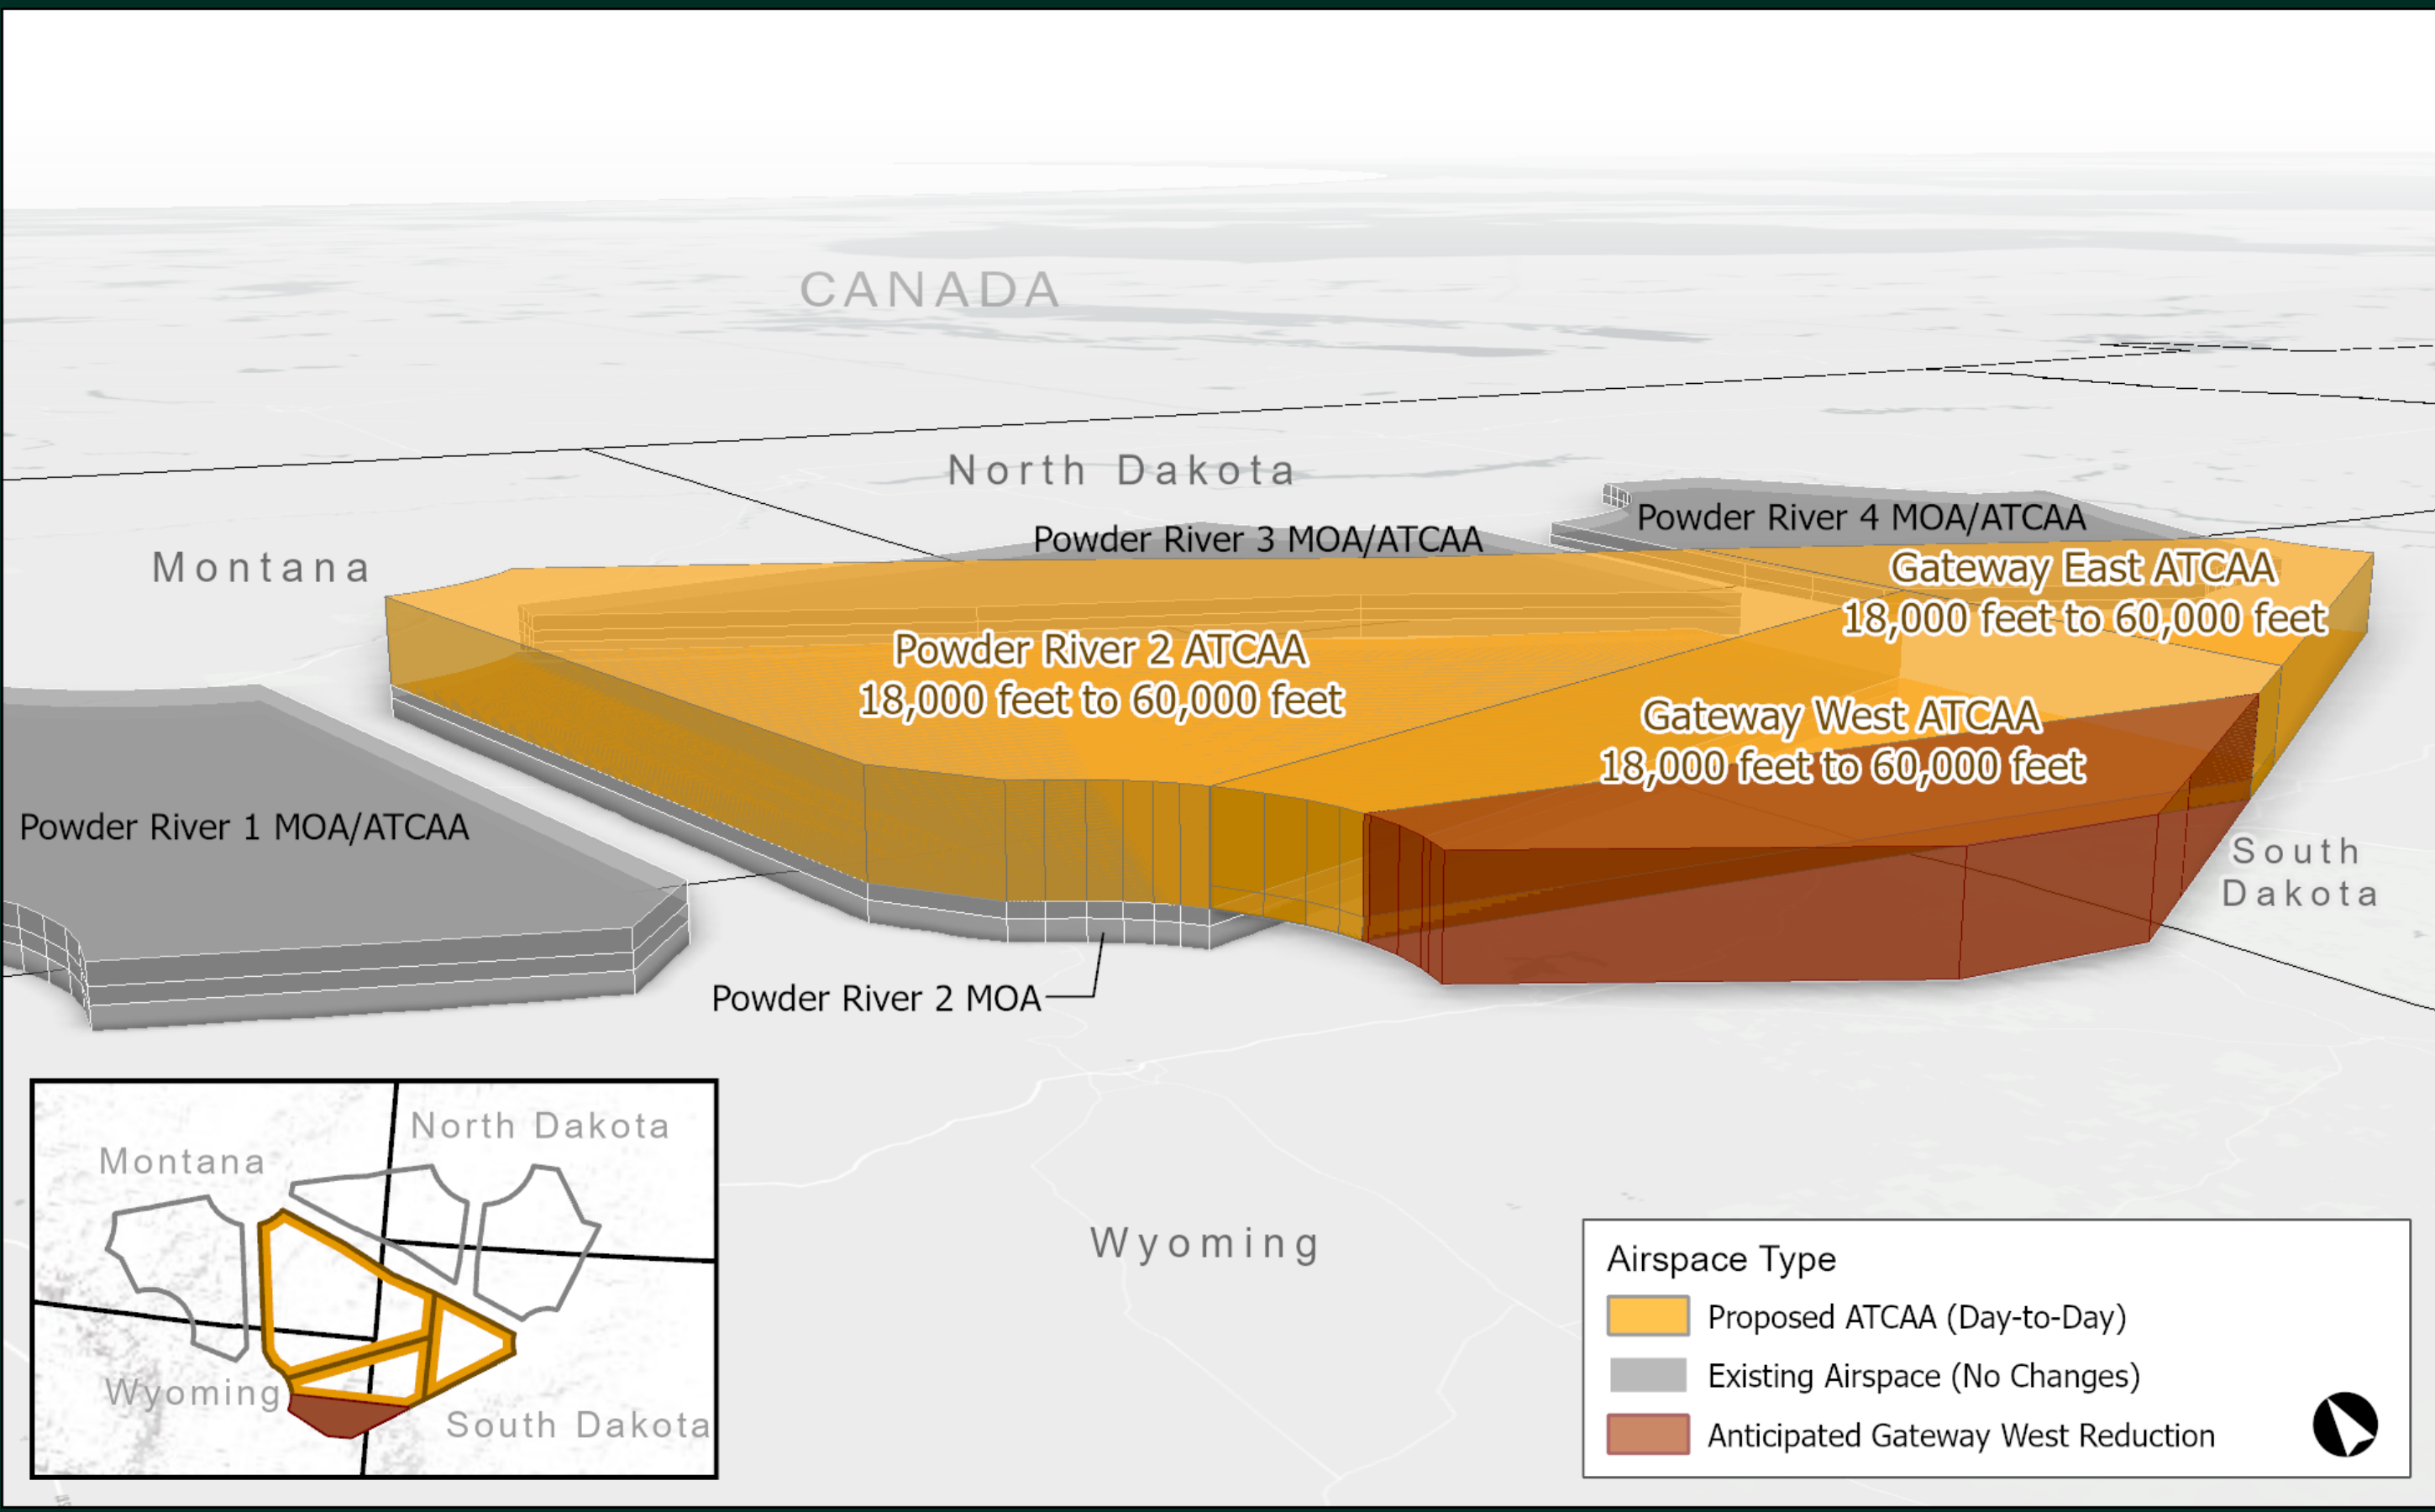 CANADA
North Dakota
Powder River 3 MOA/ATCAA
Powder River 4 MOA/ATCAA
Montana
Gateway East ATCAA
18,000 feet to 60,000 feet
Powder River 2 ATCAA
18,000 feet to 60,000 feet
Gateway West ATCAA
18,000 feet to 60,000 feet
Powder River 1 MOA/ATCAA
South
Dakota
Powder River 2 MOA
Wyoming
North Dakota
Montana
Wyoming
South Dakota
Airspace Type
Proposed ATCAA (Day-to-Day)
Existing Airspace (No Changes)
Anticipated Gateway West Reduction